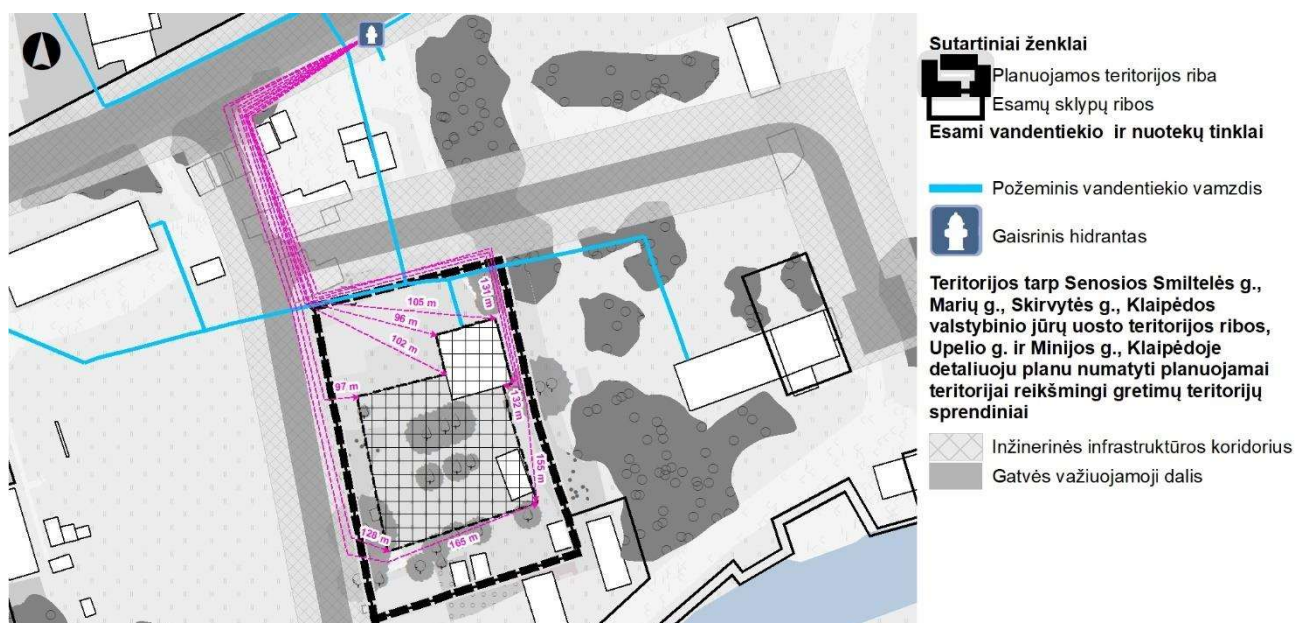 Sutartiniai ženklai
Planuojamos teritorijos riba
Esamų sklypų ribos
Esami vandentiekio ir nuotekų tinklai
Požeminis vandentiekio vamzdis
Gaisrinis hidrantas
Teritorijos tarp Senosios Smiltelės g.,
Marių g., Skirvytės g., Klaipėdos
valstybinio jūrų uosto teritorijos ribos,
Upelio g. ir Minijos g., Klaipėdoje
detaliuoju planu numatyti planuojamai
teritorijai reikšmingi gretimų teritorijų
sprendiniai
Inžinerinės infrastruktūros koridorius
Gatvės važiuojamoji dalis
131 m
105 m
96 m
102 m
97 m
132 m
155 m
128 m
165 m